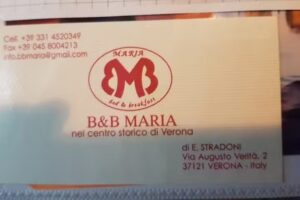 Cell. +39 331 4520349
Fax +39 045 8004213
info.bbmaria@gmail.com
MARIA
BMB
bed & breakfast
B&B MARIA
nel centro storico di Verona
di E. STRADONI
Via Augusto Verità, 2
37121 VERONA - Italy